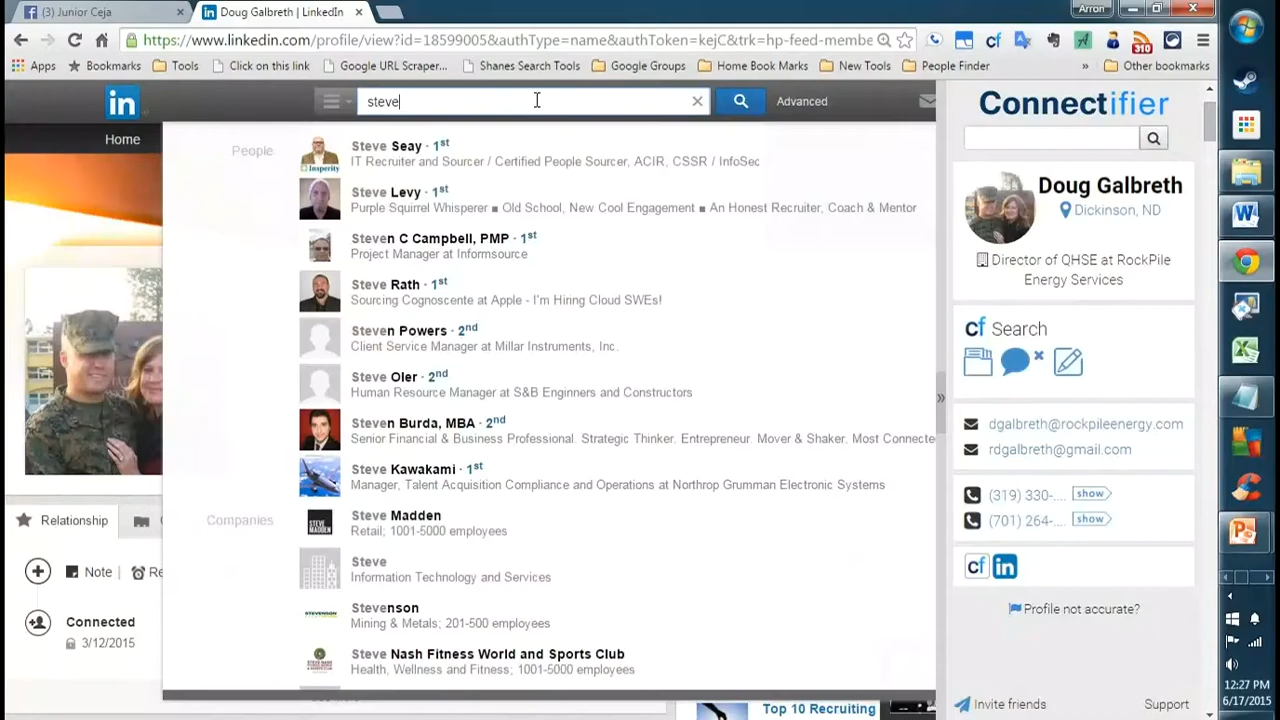 (3) Junior Ceja
Doug Galbreth | LinkedIn
Arron
https://www.linkedin.com/profile/view?id=18599005&authType=name&authToken=kejC&trk=hp-feed-membe
310
Apps Bookmarks Tools Click on this link Google URL Scraper... Shanes Search Tools Google Groups Home Book Marks New Tools People Finder » Other bookmarks
in steve Advanced
Home
People
Steve Seay · 1st
IT Recruiter and Sourcer / Certified People Sourcer, ACIR, CSSR / InfoSec
Insperity
Steve Levy · 1st
Purple Squirrel Whisperer ■ Old School, New Cool Engagement ■ An Honest Recruiter, Coach & Mentor
Steven C Campbell, PMP · 1st
Project Manager at Informsource
Steve Rath · 1st
Sourcing Cognoscente at Apple - I'm Hiring Cloud SWEs!
Steven Powers · 2nd
Client Service Manager at Millar Instruments, Inc.
Steve Oler · 2nd
Human Resource Manager at S&B Enginners and Constructors
Steven Burda, MBA · 2nd
Senior Financial & Business Professional. Strategic Thinker. Entrepreneur. Mover & Shaker. Most Connecte
Steve Kawakami · 1st
Manager, Talent Acquisition Compliance and Operations at Northrop Grumman Electronic Systems
Companies
STEVE MADDEN
Steve Madden
Retail; 1001-5000 employees
Steve
Information Technology and Services
Stevenson
Mining & Metals; 201-500 employees
Steve Nash Fitness World and Sports Club
Health, Wellness and Fitness; 1001-5000 employees
Relationship
Note | Re
Connected
3/12/2015
Top 10 Recruiting
»
Connectifier
Doug Galbreth
Dickinson, ND
Director of QHSE at RockPile
Energy Services
cf Search
dgalbreth@rockpileenergy.com
rdgalbreth@gmail.com
(319) 330-... show
(701) 264-... show
cf in
Profile not accurate?
Invite friends Support
12:27 PM
6/17/2015